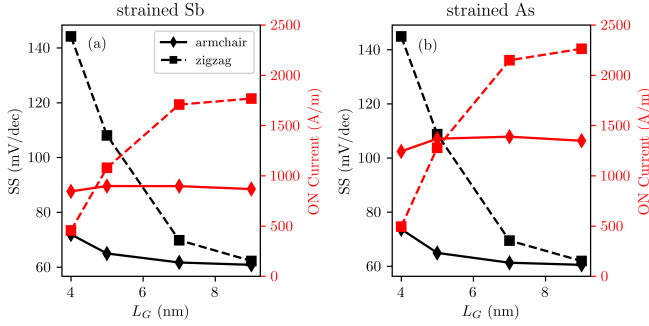 strained Sb
(a)
armchair
zigzag
SS (mV/dec)
140
120
100
80
60
ON Current (A/m)
2500
2000
1500
1000
500
0
4
6
8
L_G (nm)
strained As
(b)
SS (mV/dec)
140
120
100
80
60
ON Current (A/m)
2500
2000
1500
1000
500
0
4
6
8
L_G (nm)